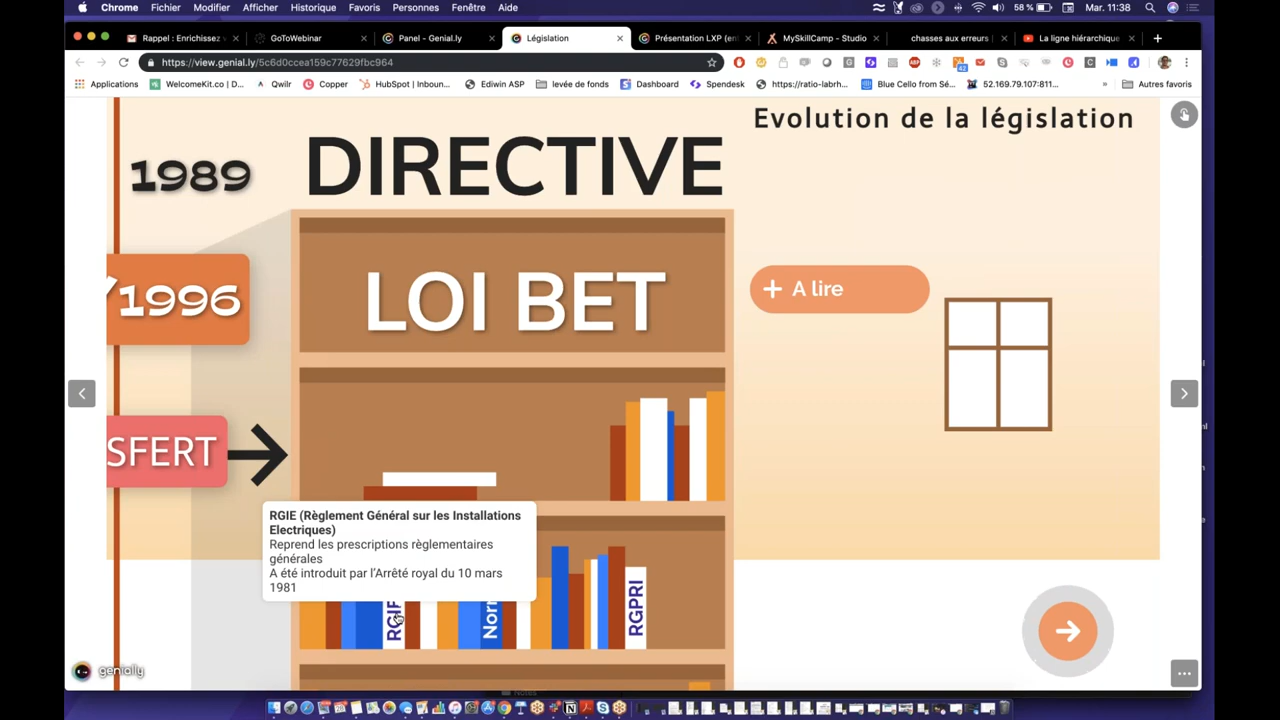 Chrome Fichier Modifier Afficher Historique Favoris Personnes Fenêtre Aide 58 % Mar. 11:38
Rappel : Enrichissez GoToWebinar Panel - Genial.ly Législation Présentation LXP (en MySkillCamp - Studio chasses aux erreurs La ligne hiérarchique
https://view.genial.ly/5c6d0ccea159c77629fbc964
Applications WelcomeKit.co | D... Qwilr Copper HubSpot | Inboun... Ediwin ASP levée de fonds Dashboard Spendesk https://ratio-labrh... Blue Cello from Sé... 52.169.79.107:811... » Autres favoris
Evolution de la législation
1989 DIRECTIVE
/1996 LOI BET
+ A lire
SFERT
RGIE (Règlement Général sur les Installations
Electriques)
Reprend les prescriptions règlementaires
générales
A été introduit par l'Arrêté royal du 10 mars
1981
RGIE
Norm
RGPRI
genially
Notes